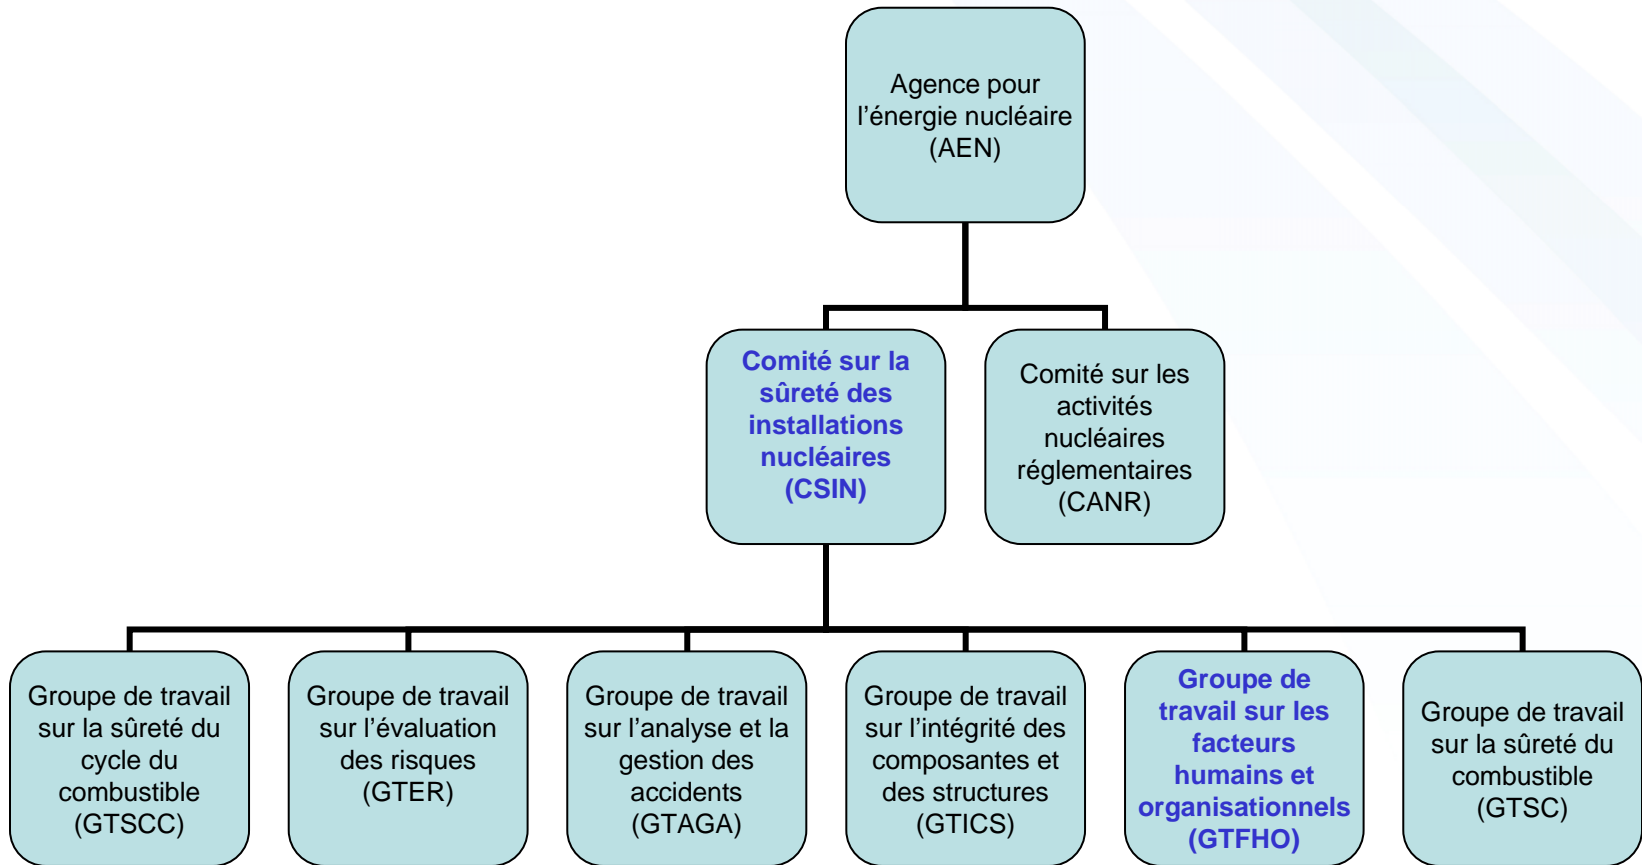 Agence pour
l’énergie nucléaire
(AEN)
Comité sur la
sûreté des
installations
nucléaires
(CSIN)
Comité sur les
activités
nucléaires
réglementaires
(CANR)
Groupe de travail
sur la sûreté du
cycle du
combustible
(GTSCC)
Groupe de travail
sur l’évaluation
des risques
(GTER)
Groupe de travail
sur l’analyse et la
gestion des
accidents
(GTAGA)
Groupe de travail
sur l’intégrité des
composantes et
des structures
(GTICS)
Groupe de
travail sur les
facteurs
humains et
organisationnels
(GTFHO)
Groupe de travail
sur la sûreté du
combustible
(GTSC)